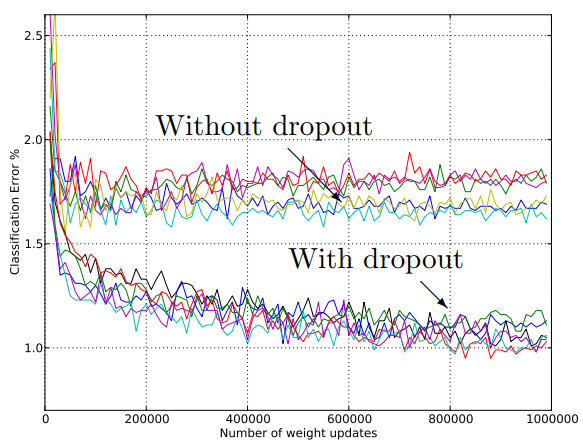 2.5
2.0
Without dropout
Classification Error %
1.5
With dropout
1.0
0 200000 400000 600000 800000 1000000
Number of weight updates